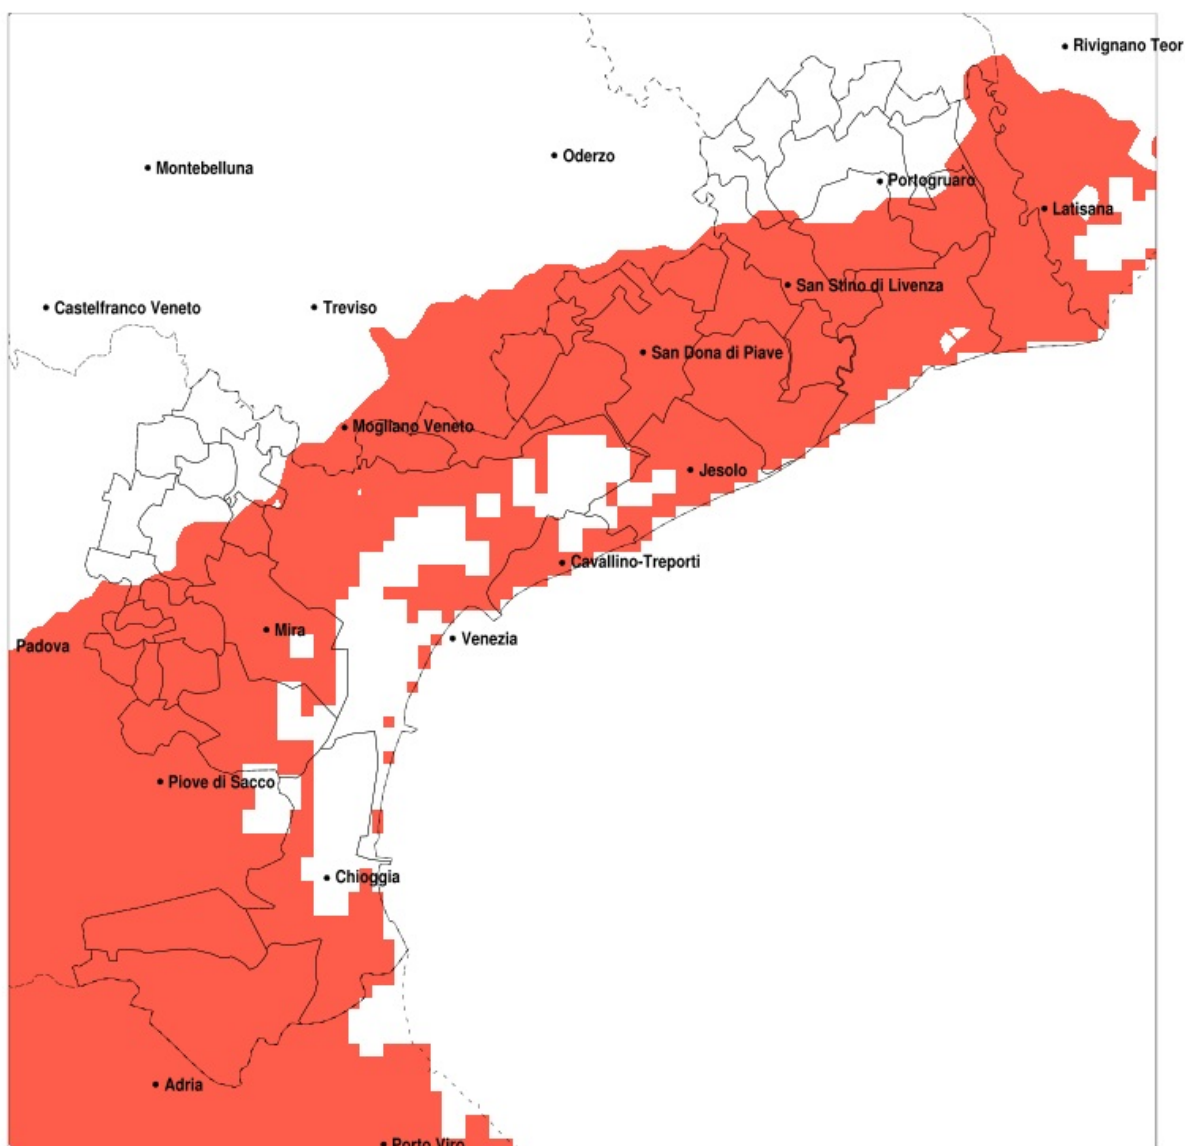 Rivignano Teor
Oderzo
Montebelluna
Portogruaro
Latisana
San Stino di Livenza
Castelfranco Veneto
Treviso
San Dona di Piave
Mogliano Veneto
Jesolo
Cavallino-Treporti
Mira
Venezia
Padova
Piove di Sacco
Chioggia
Adria
Porto Viro